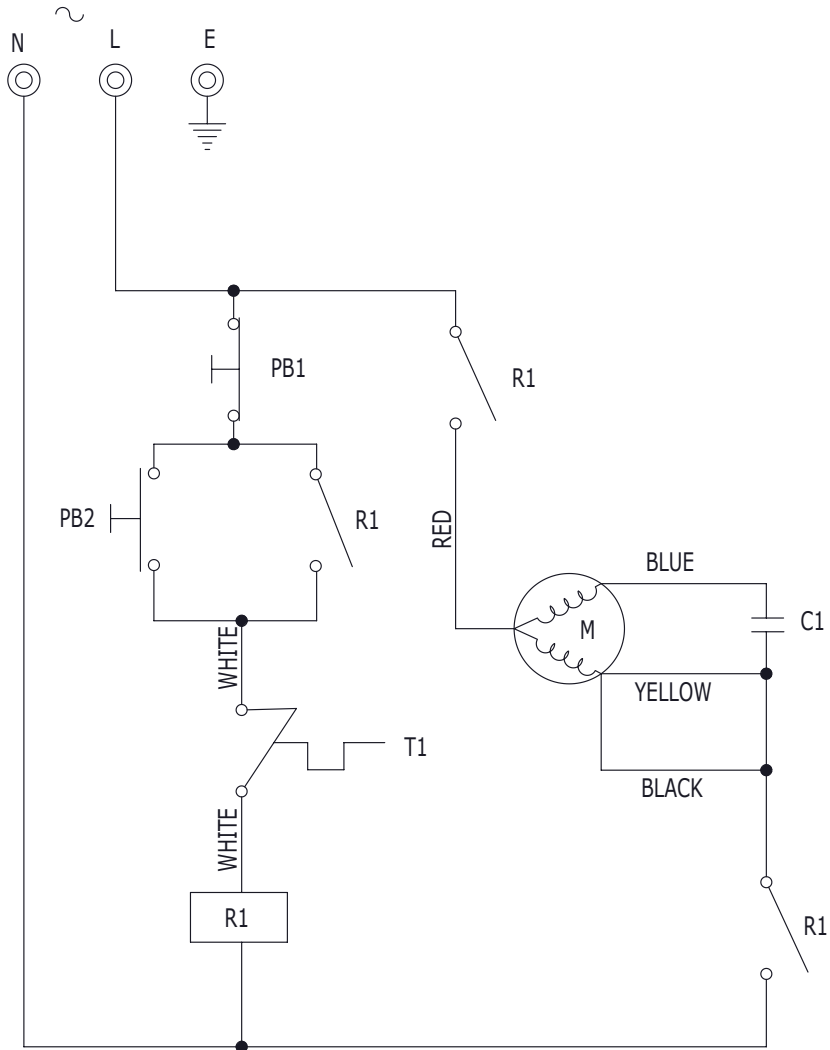 N
L
E
PB1
R1
PB2
R1
RED
BLUE
M
C1
WHITE
YELLOW
T1
BLACK
WHITE
R1
R1